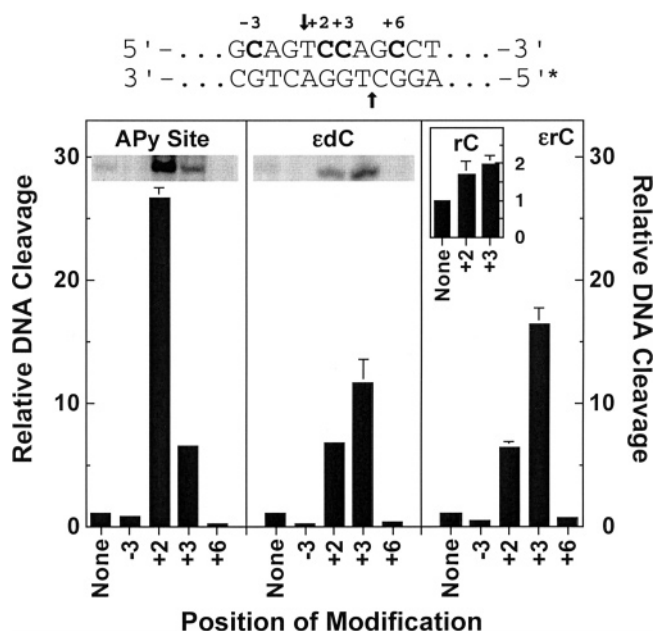 -3 +2 +3 +6
5'-...GCAGTCCAGCCT...-3'
3'-...CGTCAGGTCGGA...-5'*
APy Site
εdC
rC
εrC
Relative DNA Cleavage
30
20
10
0
2
1
0
None
+2
+3
30
20
10
0
Relative DNA Cleavage
None -3 +2 +3 +6
None -3 +2 +3 +6
None -3 +2 +3 +6
Position of Modification